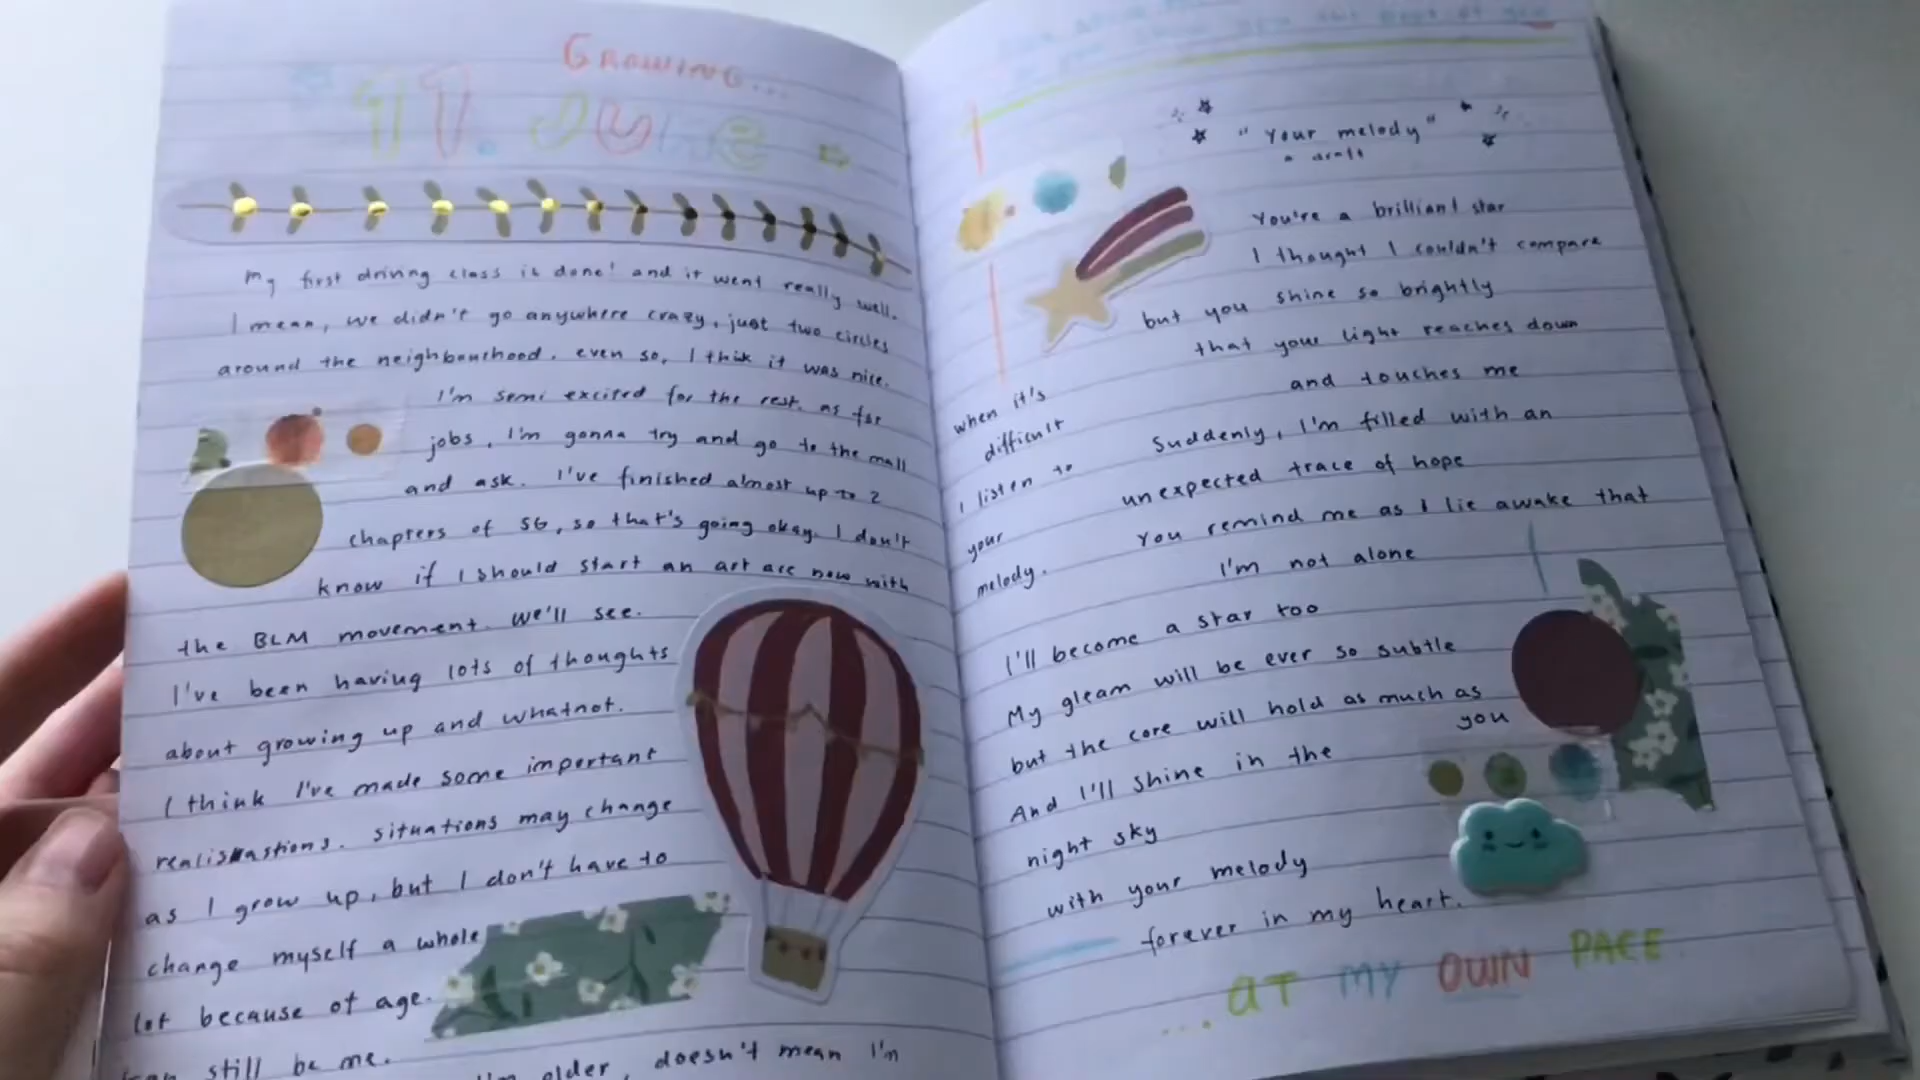 GROWING...
11. June
My first driving class is done! and it went really well.
I mean, we didn't go anywhere crazy, just two circles
around the neighbourhood. even so, I thik it was nice.
I'm semi excited for the rest. as for
jobs, I'm gonna try and go to the mall
and ask. I've finished almost up to 2
chapters of SG, so that's going okay. I don't
know if I should start an art acc now with
the BLM movement. we'll see.
I've been having lots of thoughts
about growing up and whatnot.
I think I've made some important
situations may change
as I grow up, but I don't have to
change myself a whole
lot because of age.
still be me.
older, doesn't mean I'm
"Your melody"
a draft
You're a brilliant star
I thought I couldn't compare
but you shine so brightly
that your light reaches down
and touches me
when it's
difficult
I listen to
your
melody.
Suddenly, I'm filled with an
unexpected trace of hope
You remind me as I lie awake that
I'm not alone
I'll become a star too
My gleam will be ever so subtle
but the core will hold as much as
you
And I'll shine in the
night sky
with your melody
forever in my heart.
...AT MY OWN PACE